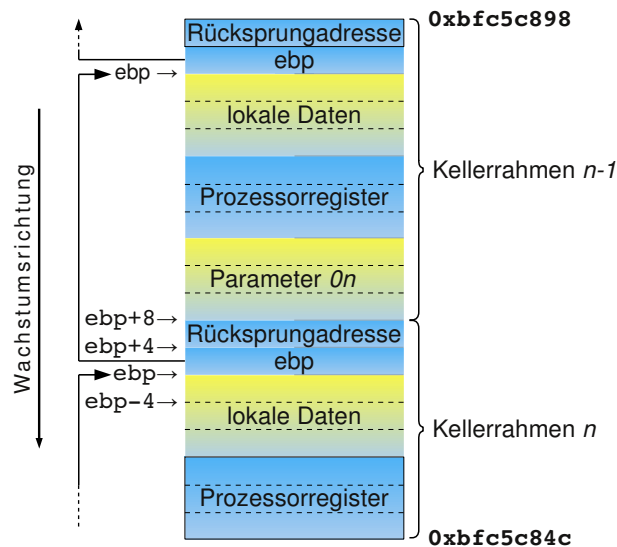 0xbfc5c898
Rücksprungadresse
ebp
ebp →
lokale Daten
Prozessorregister
Kellerrahmen n-1
Parameter 0n
Wachstumsrichtung
ebp+8→
Rücksprungadresse
ebp+4→
ebp
ebp→
ebp-4→
lokale Daten
Kellerrahmen n
Prozessorregister
0xbfc5c84c